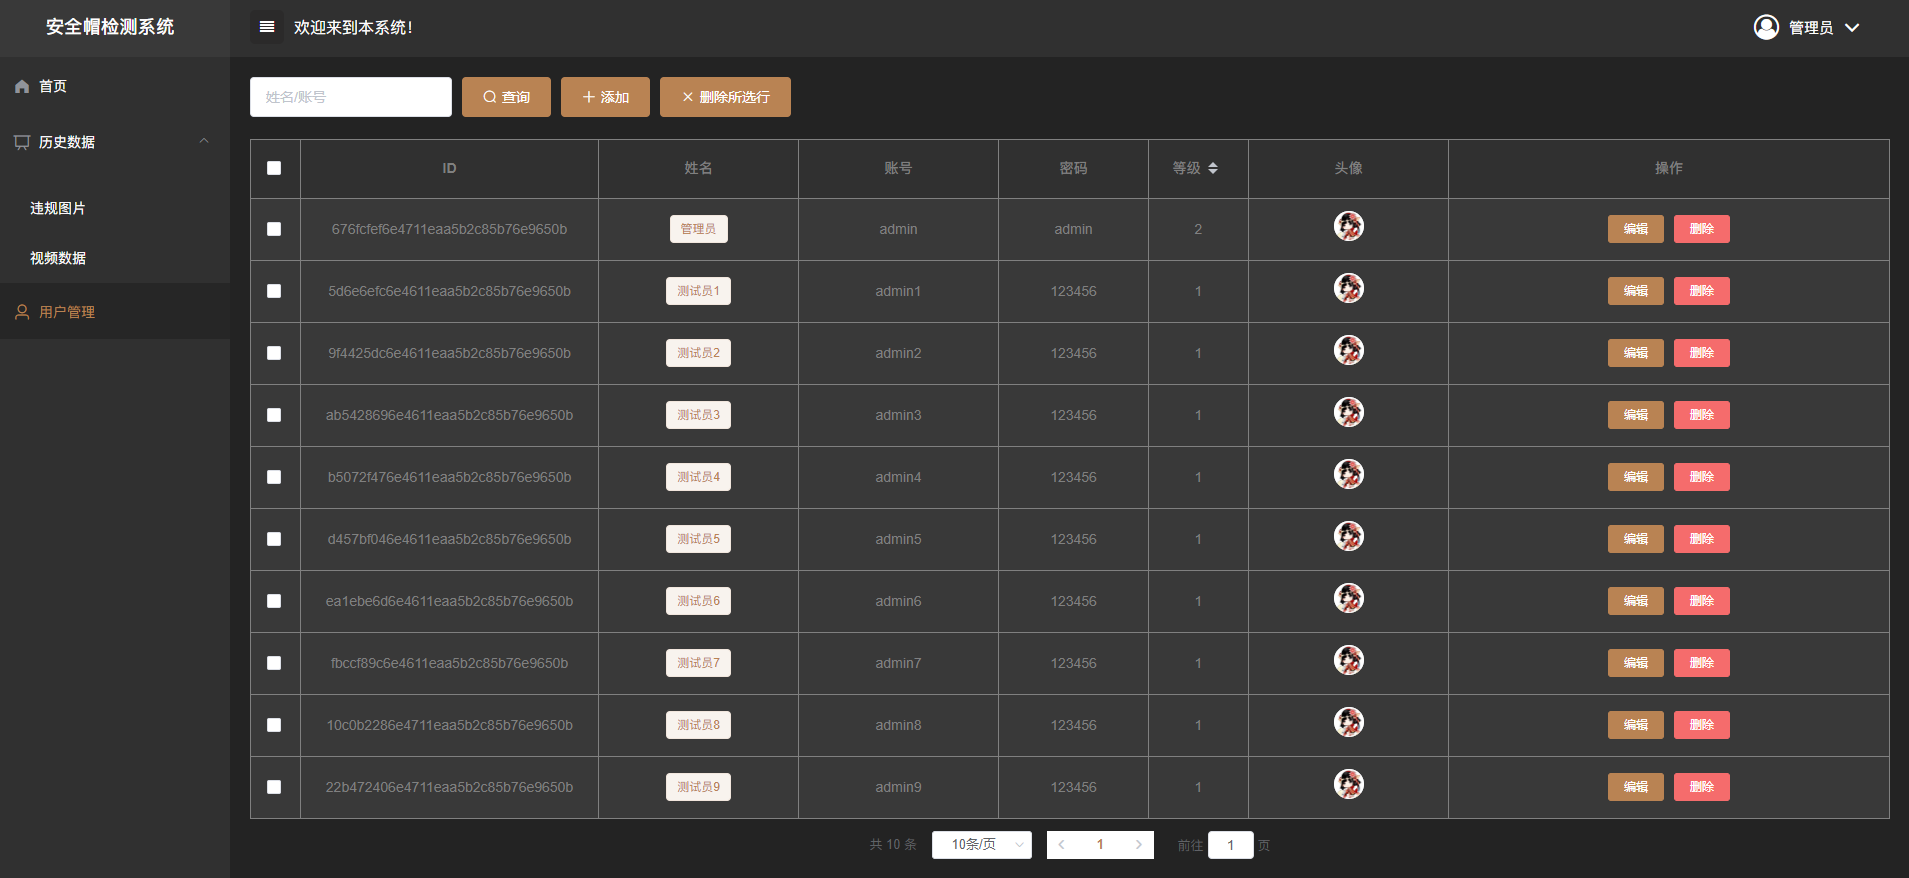 安全帽检测系统
欢迎来到本系统!
管理员
首页
历史数据
违规图片
视频数据
用户管理
姓名/账号
查询
添加
删除所选行
ID 姓名 账号 密码 等级 头像 操作
676fcfef6e4711eaa5b2c85b76e9650b 管理员 admin admin 2 编辑 删除
5d6e6efc6e4611eaa5b2c85b76e9650b 测试员1 admin1 123456 1 编辑 删除
9f4425dc6e4611eaa5b2c85b76e9650b 测试员2 admin2 123456 1 编辑 删除
ab5428696e4611eaa5b2c85b76e9650b 测试员3 admin3 123456 1 编辑 删除
b5072f476e4611eaa5b2c85b76e9650b 测试员4 admin4 123456 1 编辑 删除
d457bf046e4611eaa5b2c85b76e9650b 测试员5 admin5 123456 1 编辑 删除
ea1ebe6d6e4611eaa5b2c85b76e9650b 测试员6 admin6 123456 1 编辑 删除
fbccf89c6e4611eaa5b2c85b76e9650b 测试员7 admin7 123456 1 编辑 删除
10c0b2286e4711eaa5b2c85b76e9650b 测试员8 admin8 123456 1 编辑 删除
22b472406e4711eaa5b2c85b76e9650b 测试员9 admin9 123456 1 编辑 删除
共 10 条 10条/页 1 前往 1 页